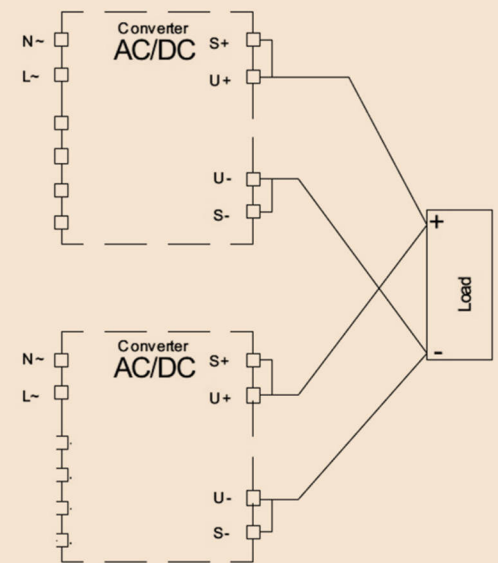 Converter
AC/DC
N~
L~
S+
U+
U-
S-
+
Load
-
Converter
AC/DC
N~
L~
S+
U+
U-
S-